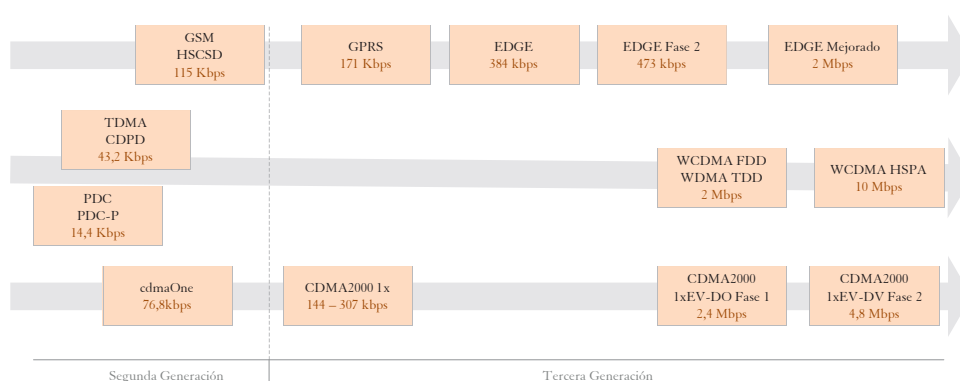 GSM
HSCSD
115 Kbps
GPRS
171 Kbps
EDGE
384 kbps
EDGE Fase 2
473 kbps
EDGE Mejorado
2 Mbps
TDMA
CDPD
43,2 Kbps
WCDMA FDD
WDMA TDD
2 Mbps
WCDMA HSPA
10 Mbps
PDC
PDC-P
14,4 Kbps
cdmaOne
76,8kbps
CDMA2000 1x
144 – 307 kbps
CDMA2000
1xEV-DO Fase 1
2,4 Mbps
CDMA2000
1xEV-DV Fase 2
4,8 Mbps
Segunda Generación
Tercera Generación